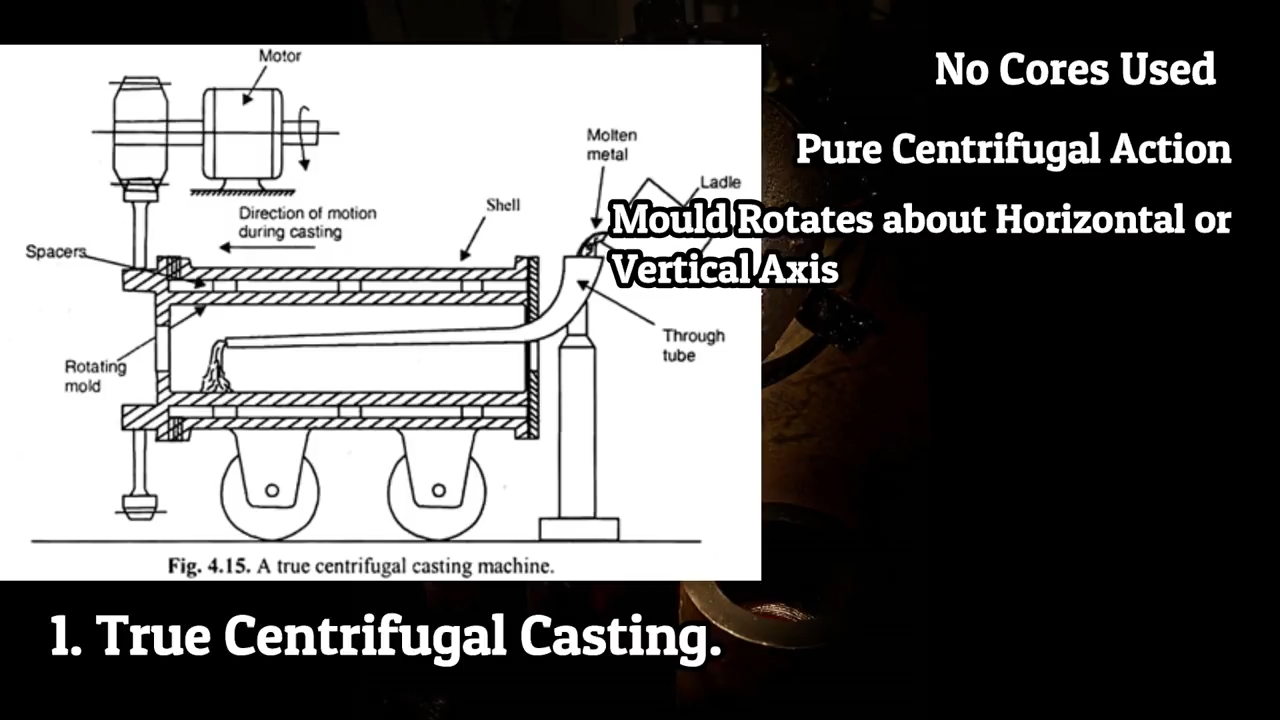 Motor
Molten
metal
Ladle
Direction of motion
during casting
Shell
Spacers
Through
tube
Rotating
mold
Fig. 4.15. A true centrifugal casting machine.
No Cores Used
Pure Centrifugal Action
Mould Rotates about Horizontal or
Vertical Axis
1. True Centrifugal Casting.